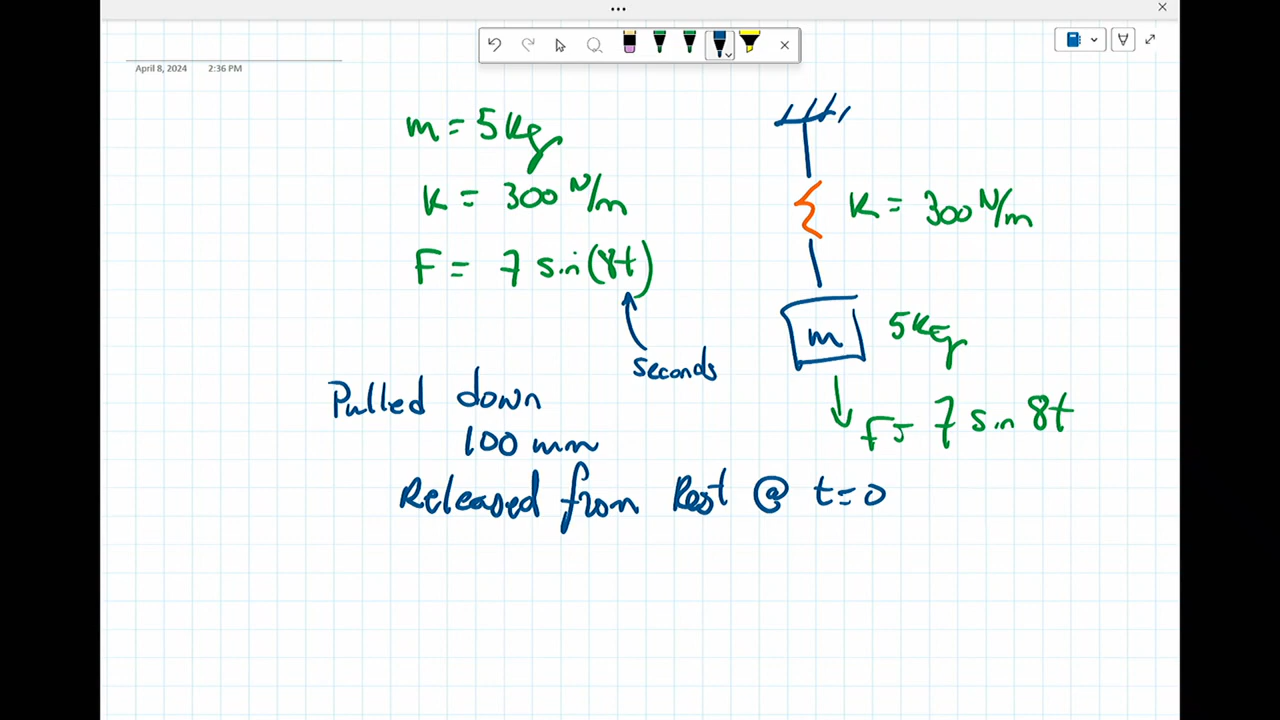 April 8, 2024 2:36 PM
m = 5 kg
K = 300 N/m
F = 7 sin(8t)
seconds
Pulled down
100 mm
Released from Rest @ t=0
K = 300 N/m
m
5 kg
F = 7 sin 8t